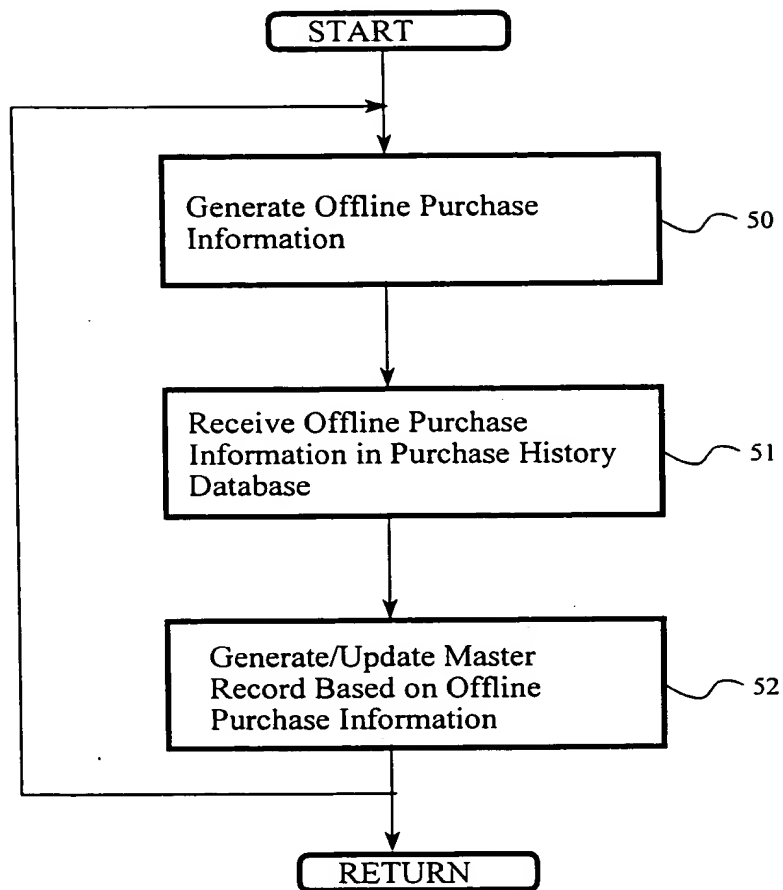 START
Generate Offline Purchase
Information
50
Receive Offline Purchase
Information in Purchase History
Database
51
Generate/Update Master
Record Based on Offline
Purchase Information
52
RETURN